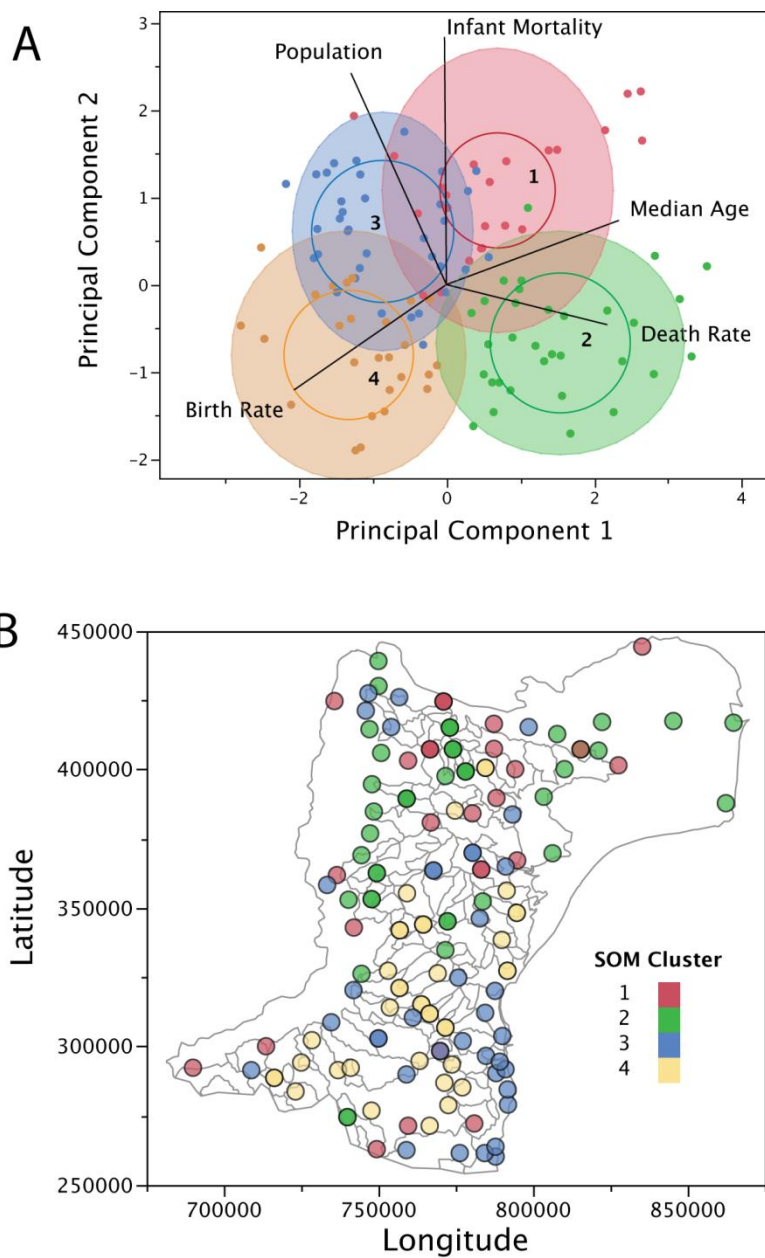 A
Infant Mortality
Population
3
2
1
0
−1
−2
Principal Component 2
1
3
Median Age
Death Rate
2
4
Birth Rate
−2
0
2
4
Principal Component 1
B
450000
400000
350000
300000
250000
Latitude
SOM Cluster
1
2
3
4
700000
750000
800000
850000
Longitude